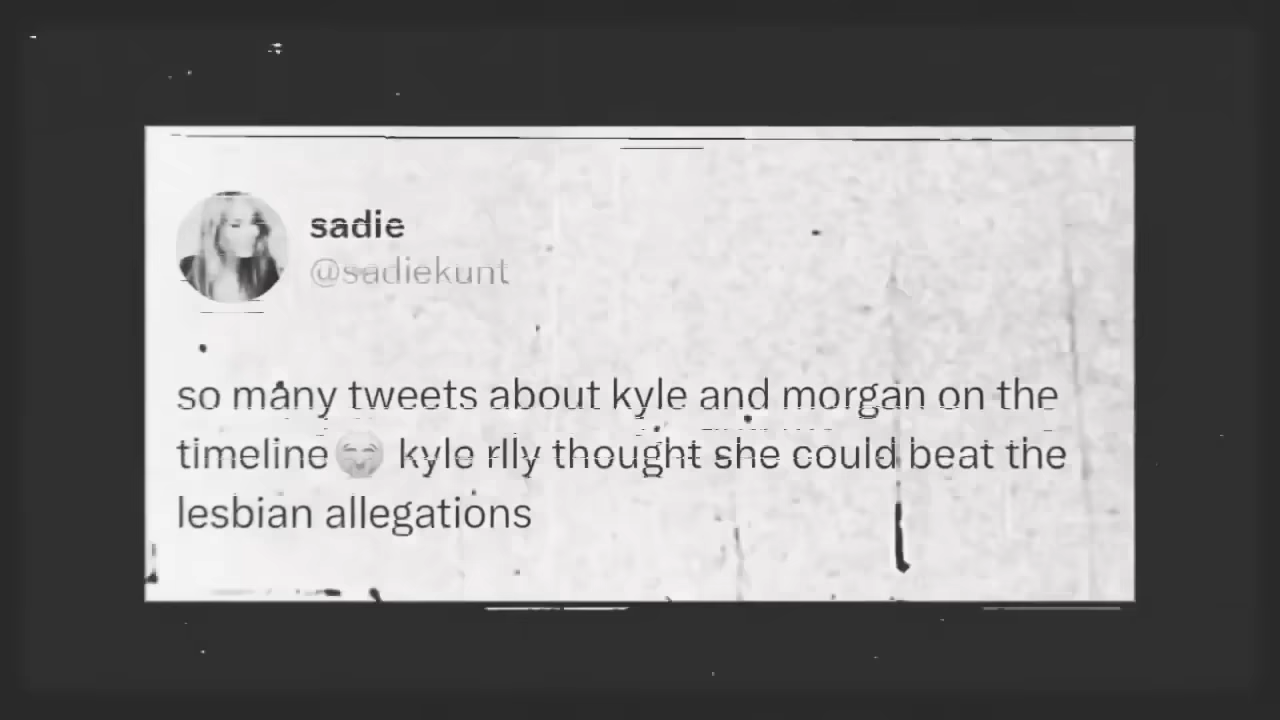 sadie
@sadiekunt
so many tweets about kyle and morgan on the
timeline😭 kyle rlly thought she could beat the
lesbian allegations